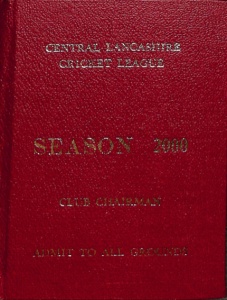 CENTRAL LANCASHIRE
CRICKET LEAGUE
SEASON 2000
CLUB CHAIRMAN
ADMIT TO ALL GROUNDS